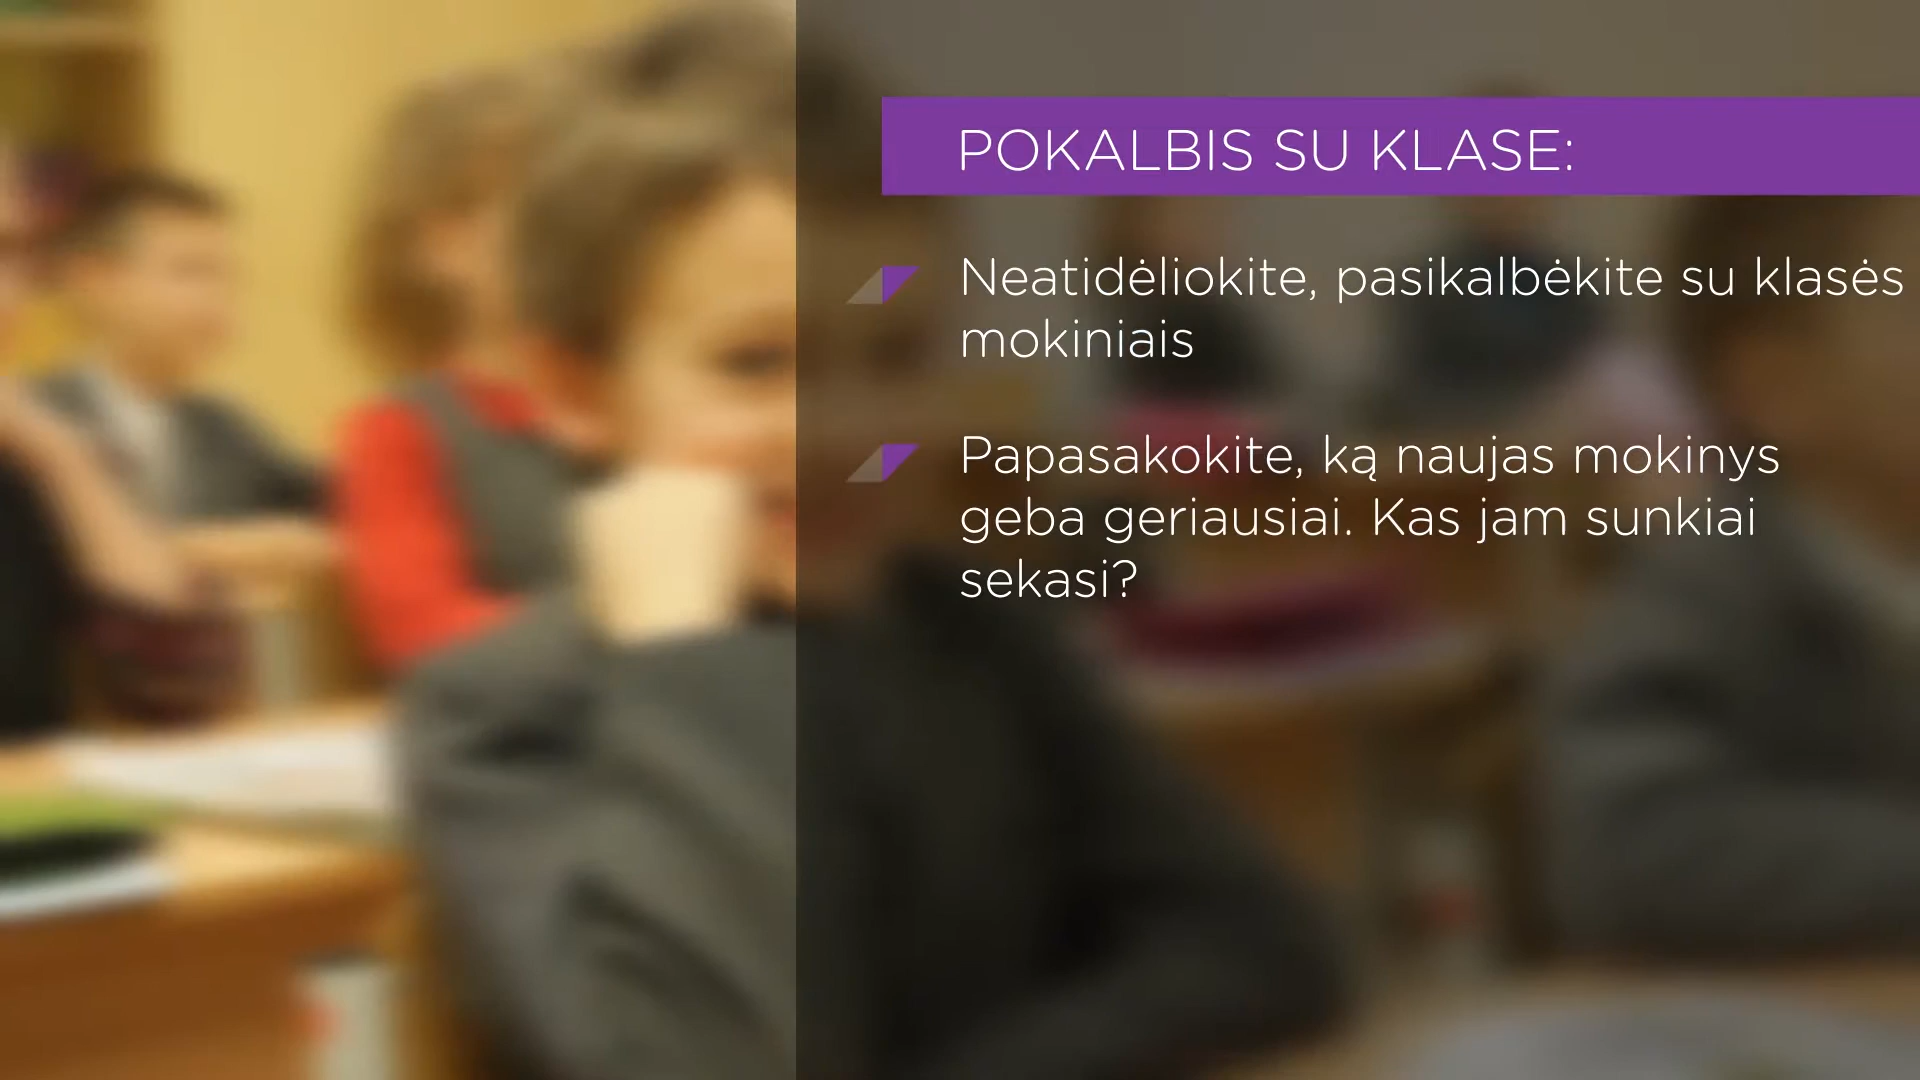 POKALBIS SU KLASE:
Neatidėliokite, pasikalbėkite su klasės
mokiniais
Papasakokite, ką naujas mokinys
geba geriausiai. Kas jam sunkiai
sekasi?